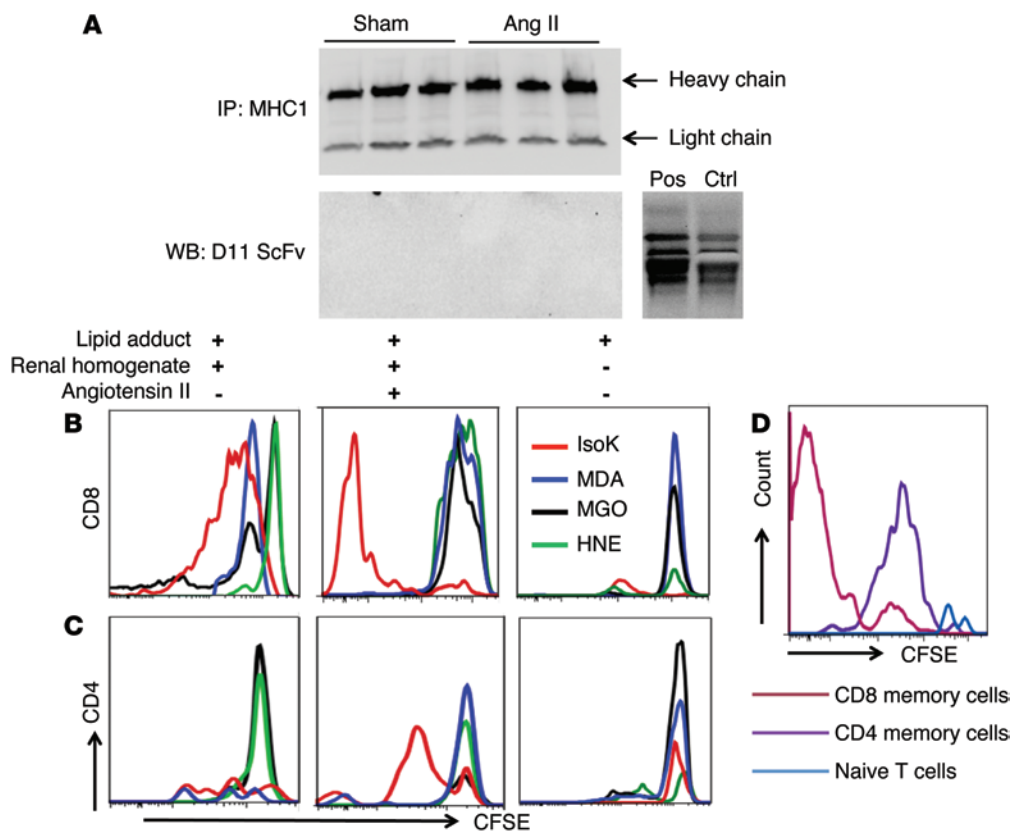 A
Sham Ang II
IP: MHC1
Heavy chain
Light chain
Pos Ctrl
WB: D11 ScFv
Lipid adduct + + +
Renal homogenate + + -
Angiotensin II - + -
B
CD8
IsoK
MDA
MGO
HNE
D
Count
CFSE
C
CD4
CFSE
CD8 memory cells
CD4 memory cells
Naive T cells